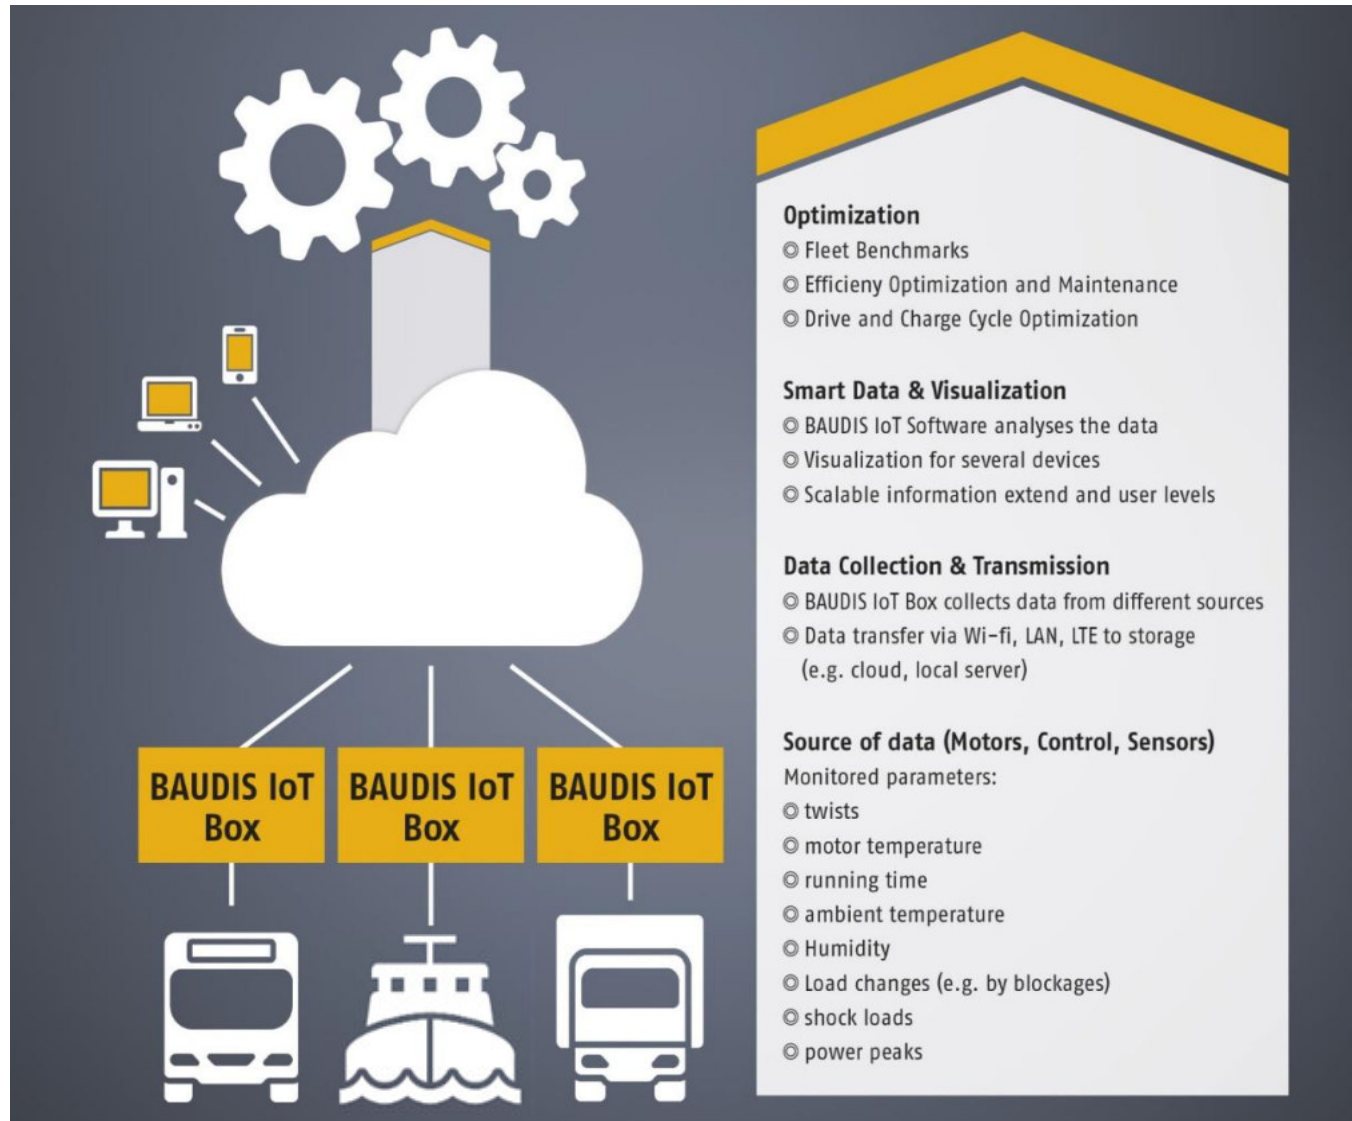 BAUDIS IoT
Box
BAUDIS IoT
Box
BAUDIS IoT
Box
Optimization
◎ Fleet Benchmarks
◎ Efficieny Optimization and Maintenance
◎ Drive and Charge Cycle Optimization
Smart Data & Visualization
◎ BAUDIS IoT Software analyses the data
◎ Visualization for several devices
◎ Scalable information extend and user levels
Data Collection & Transmission
◎ BAUDIS IoT Box collects data from different sources
◎ Data transfer via Wi-fi, LAN, LTE to storage
(e.g. cloud, local server)
Source of data (Motors, Control, Sensors)
Monitored parameters:
◎ twists
◎ motor temperature
◎ running time
◎ ambient temperature
◎ Humidity
◎ Load changes (e.g. by blockages)
◎ shock loads
◎ power peaks